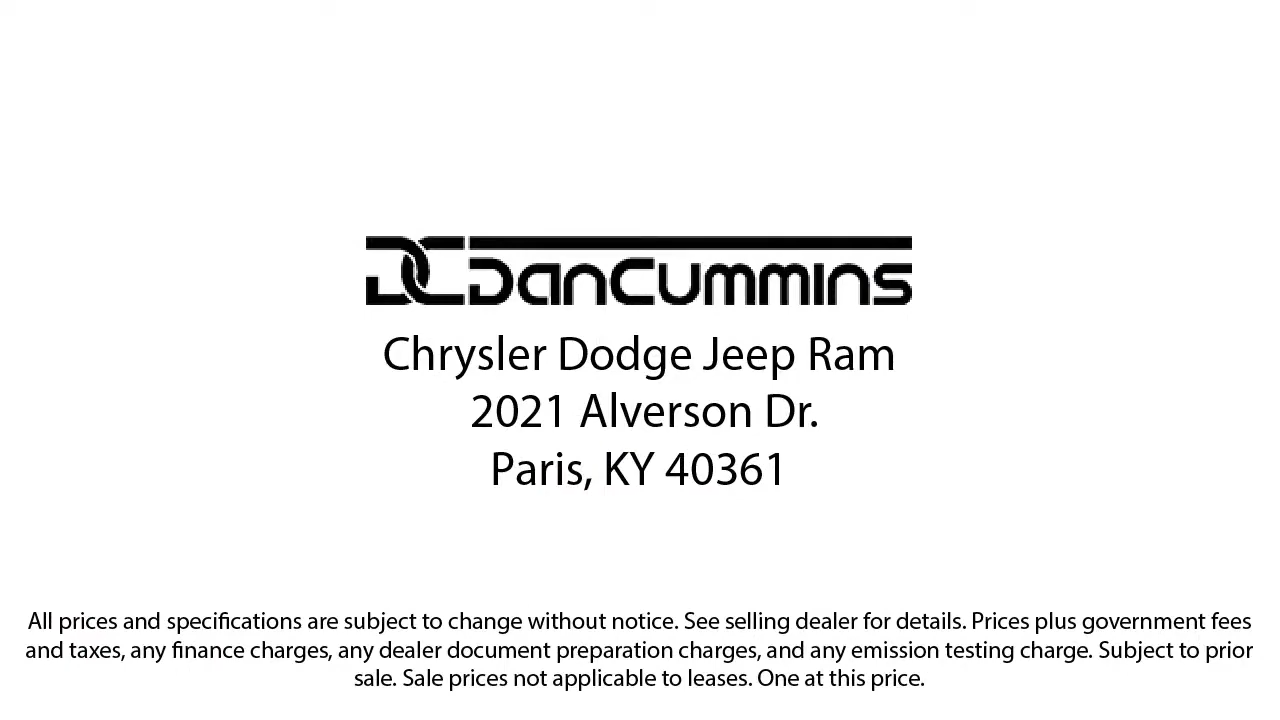 DC DanCummins
Chrysler Dodge Jeep Ram
2021 Alverson Dr.
Paris, KY 40361
All prices and specifications are subject to change without notice. See selling dealer for details. Prices plus government fees
and taxes, any finance charges, any dealer document preparation charges, and any emission testing charge. Subject to prior
sale. Sale prices not applicable to leases. One at this price.